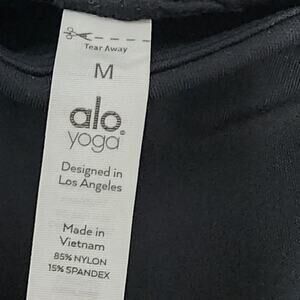 Tear Away
M
alo
yoga®
Designed in
Los Angeles
Made in
Vietnam
85% NYLON
15% SPANDEX